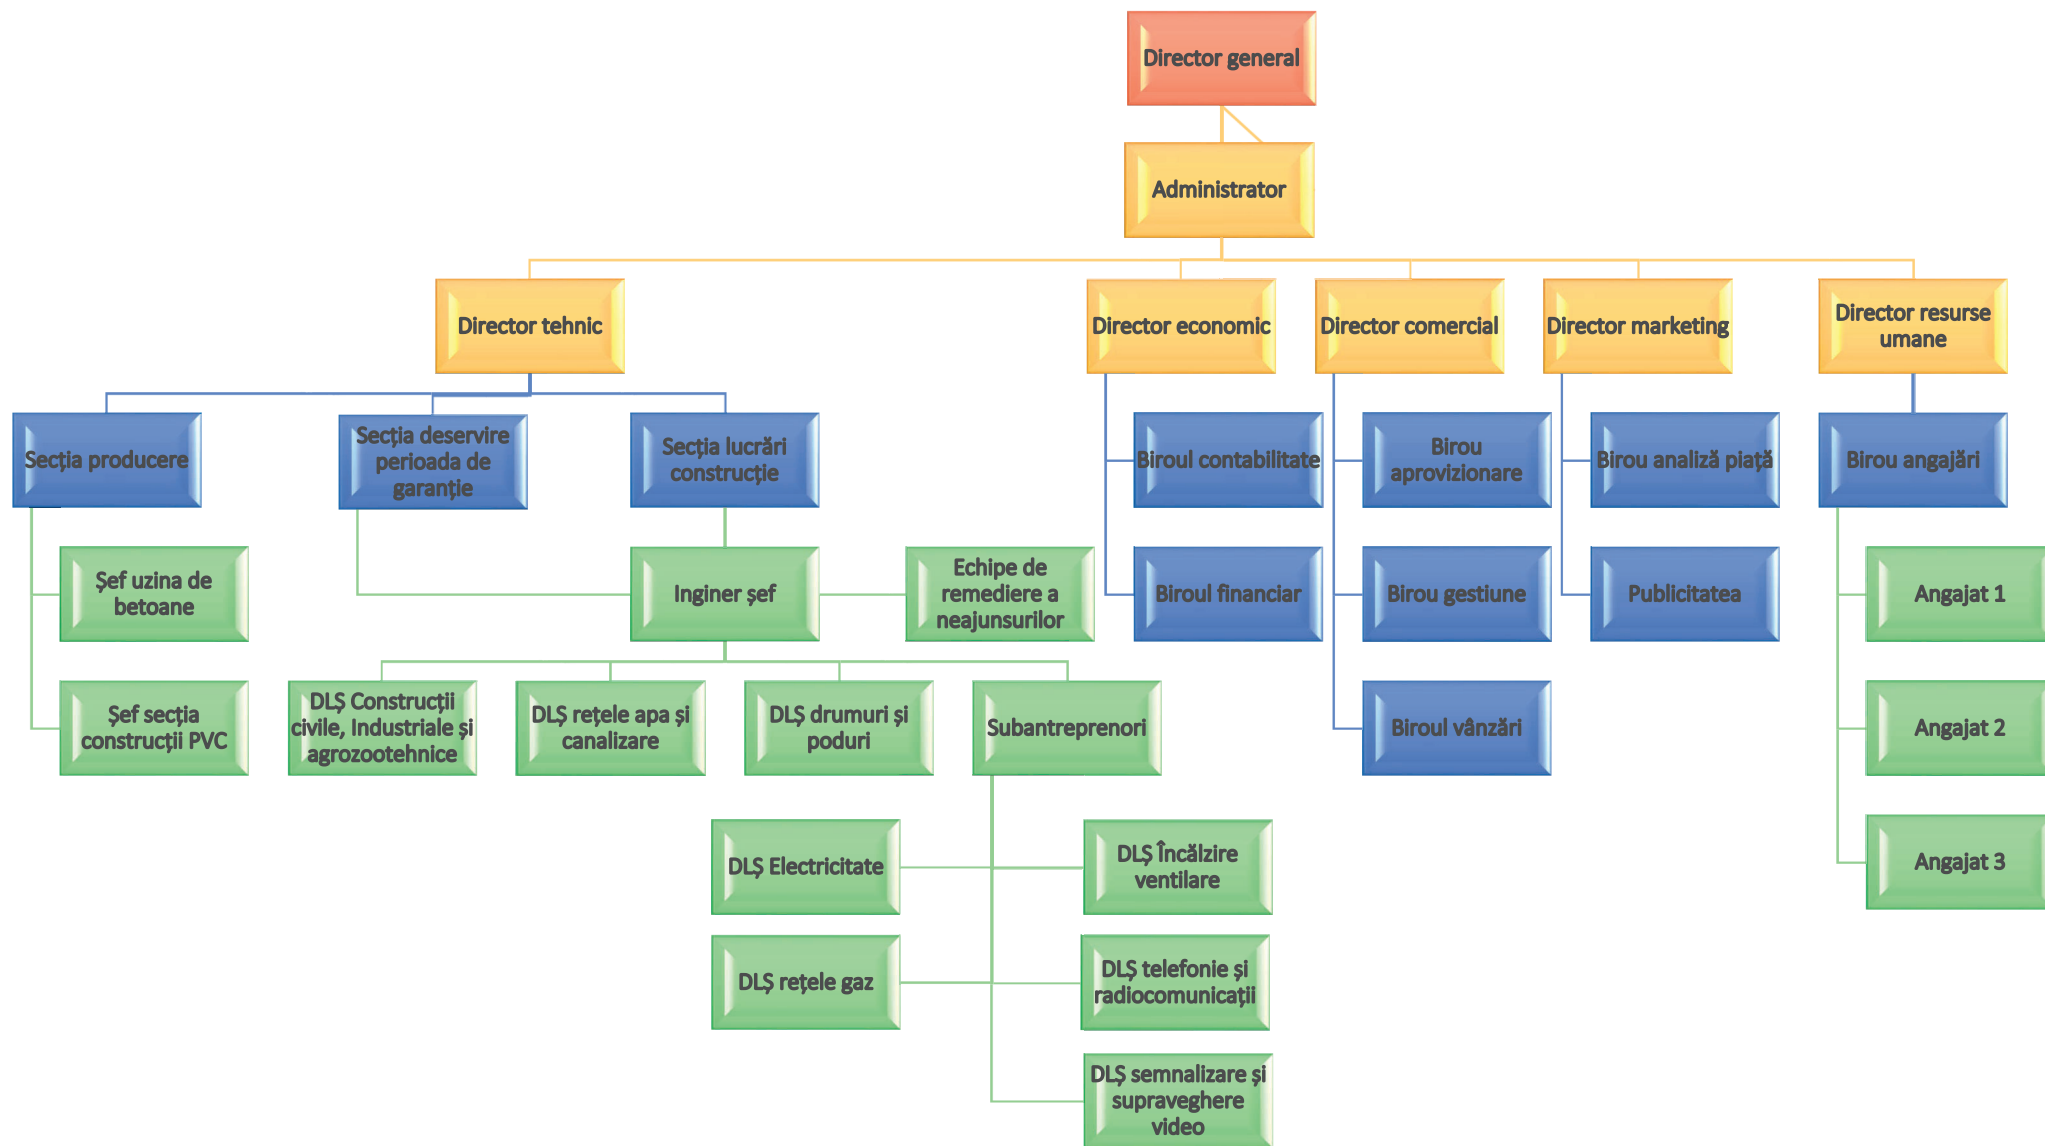 Director general
Administrator
Director tehnic
Director economic
Director comercial
Director marketing
Director resurse
umane
Secția producere
Secția deservire
perioada de
garanție
Secția lucrări
construcție
Biroul contabilitate
Birou
aprovizionare
Birou analiză piață
Birou angajări
Șef uzina de
betoane
Inginer șef
Echipe de
remediere a
neajunsurilor
Biroul financiar
Birou gestiune
Publicitatea
Angajat 1
Șef secția
construcții PVC
DLȘ Construcții
civile, Industriale și
agrozootehnice
DLȘ rețele apa și
canalizare
DLȘ drumuri și
poduri
Subantreprenori
Biroul vânzări
Angajat 2
DLȘ Electricitate
DLȘ Încălzire
ventilare
Angajat 3
DLȘ rețele gaz
DLȘ telefonie și
radiocomunicații
DLȘ semnalizare și
supraveghere
video